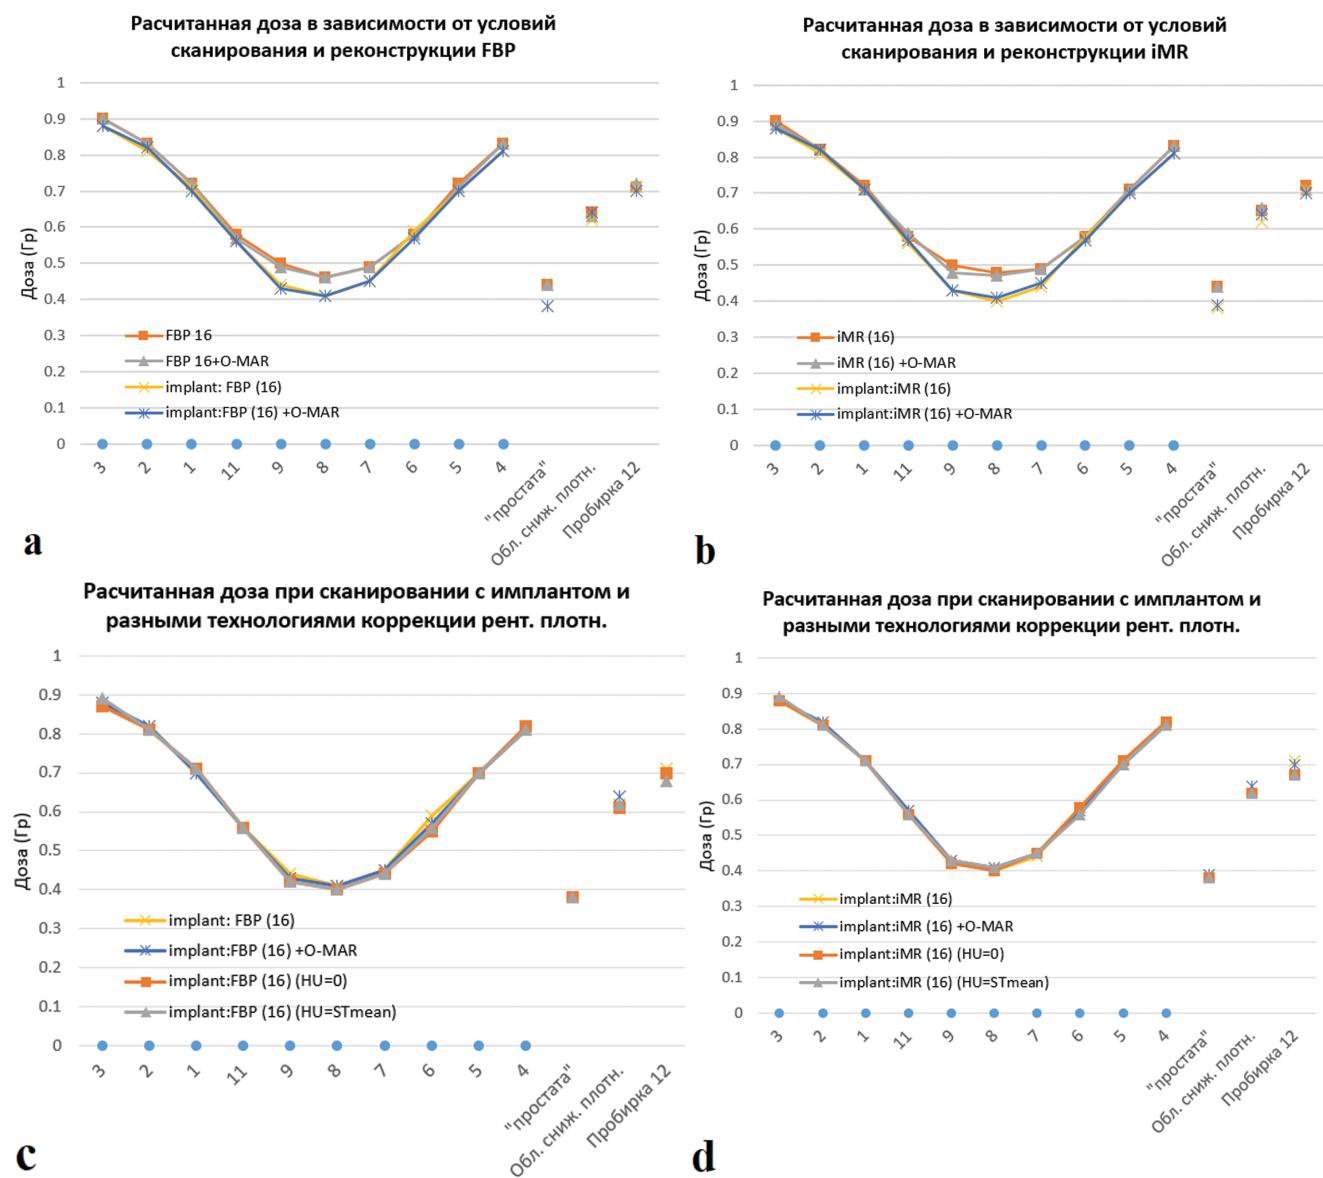 Расчитанная доза в зависимости от условий
сканирования и реконструкции FBP
Доза (Гр)
1
0.9
0.8
0.7
0.6
0.5
0.4
0.3
0.2
0.1
0
FBP 16
FBP 16+O-MAR
implant: FBP (16)
implant:FBP (16) +O-MAR
3 2 1 11 9 8 7 6 5 4 "простата" Обл. сниж. плотн. Пробирка 12
a
Расчитанная доза в зависимости от условий
сканирования и реконструкции iMR
Доза (Гр)
1
0.9
0.8
0.7
0.6
0.5
0.4
0.3
0.2
0.1
0
iMR (16)
iMR (16) +O-MAR
implant:iMR (16)
implant:iMR (16) +O-MAR
3 2 1 11 9 8 7 6 5 4 "простата" Обл. сниж. плотн. Пробирка 12
b
Расчитанная доза при сканировании с имплантом и
разными технологиями коррекции рент. плотн.
Доза (Гр)
1
0.9
0.8
0.7
0.6
0.5
0.4
0.3
0.2
0.1
0
implant: FBP (16)
implant:FBP (16) +O-MAR
implant:FBP (16) (HU=0)
implant:FBP (16) (HU=STmean)
3 2 1 11 9 8 7 6 5 4 "простата" Обл. сниж. плотн. Пробирка 12
c
Расчитанная доза при сканировании с имплантом и
разными технологиями коррекции рент. плотн.
Доза (Гр)
1
0.9
0.8
0.7
0.6
0.5
0.4
0.3
0.2
0.1
0
implant:iMR (16)
implant:iMR (16) +O-MAR
implant:iMR (16) (HU=0)
implant:iMR (16) (HU=STmean)
3 2 1 11 9 8 7 6 5 4 "простата" Обл. сниж. плотн. Пробирка 12
d